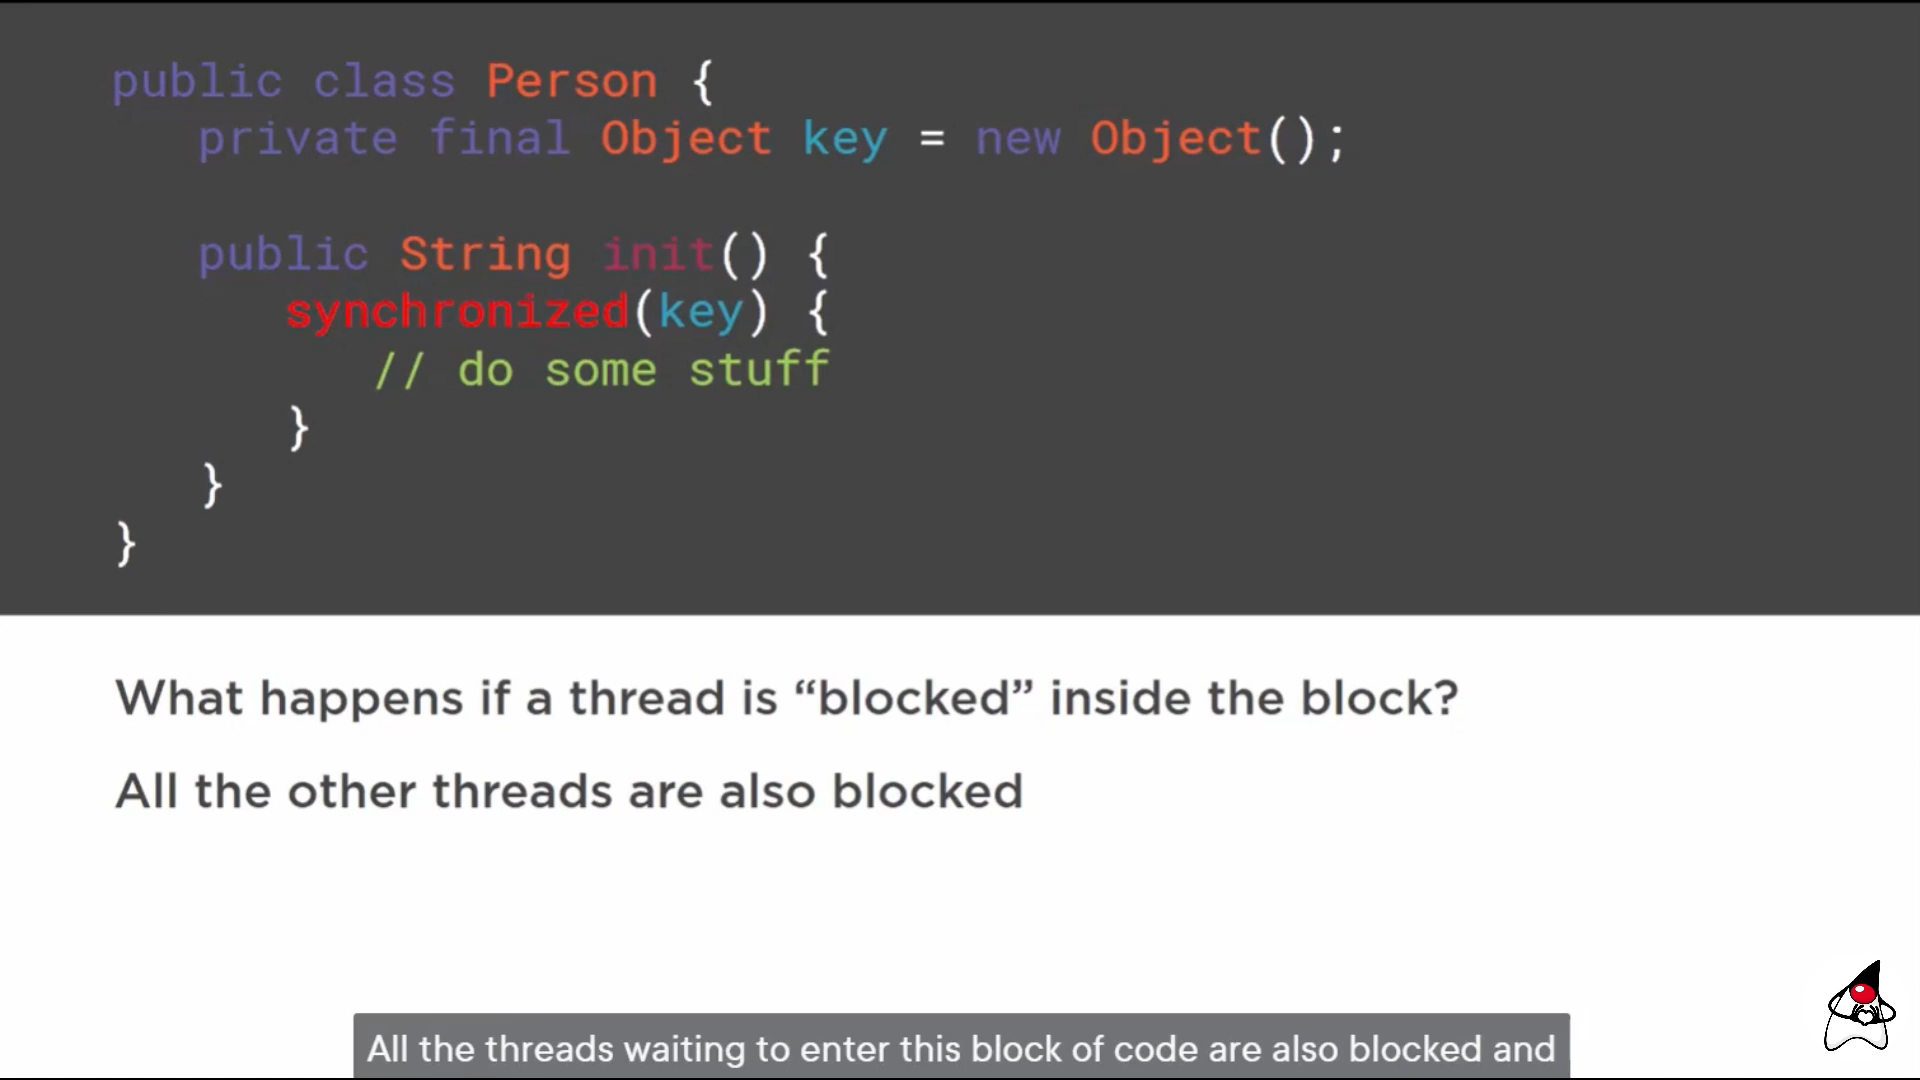 public class Person {
private final Object key = new Object();
public String init() {
synchronized(key) {
// do some stuff
}
}
}
What happens if a thread is “blocked” inside the block?
All the other threads are also blocked
All the threads waiting to enter this block of code are also blocked and